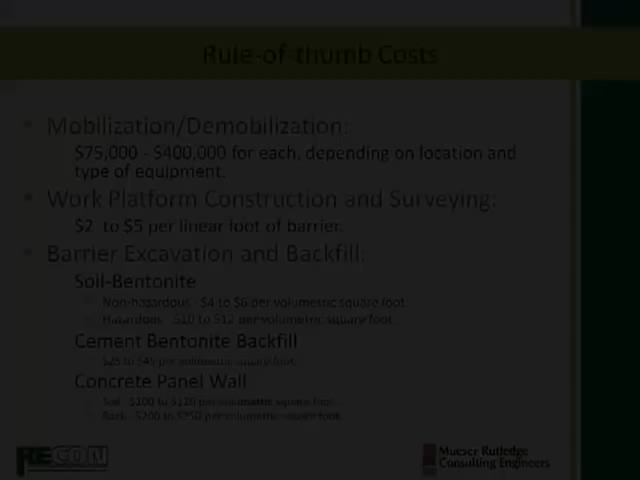 Rule-of-thumb Costs
Mobilization/Demobilization:
$75,000 - $400,000 for each, depending on location and
type of equipment.
Work Platform Construction and Surveying:
$2 to $5 per linear foot of barrier.
Barrier Excavation and Backfill:
Soil-Bentonite
Non-hazardous - $4 to $6 per volumetric square foot
Hazardous - $10 to $12 per volumetric square foot
Cement Bentonite Backfill
$25 to $45 per volumetric square foot.
Concrete Panel Wall
Soil - $100 to $120 per volumetric square foot
Rock - $200 to $250 per volumetric square foot
RECON
Mueser Rutledge
Consulting Engineers